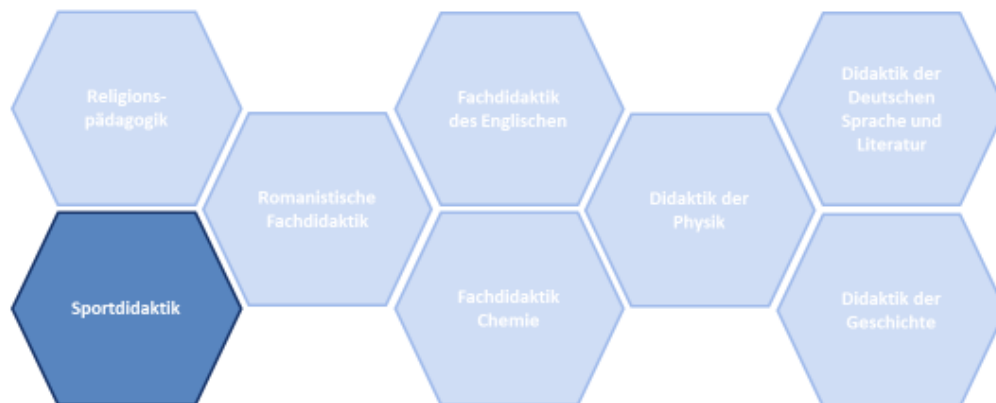 Religions-
pädagogik
Sportdidaktik
Romanistische
Fachdidaktik
Fachdidaktik
des Englischen
Fachdidaktik
Chemie
Didaktik der
Physik
Didaktik der
Deutschen
Sprache und
Literatur
Didaktik der
Geschichte